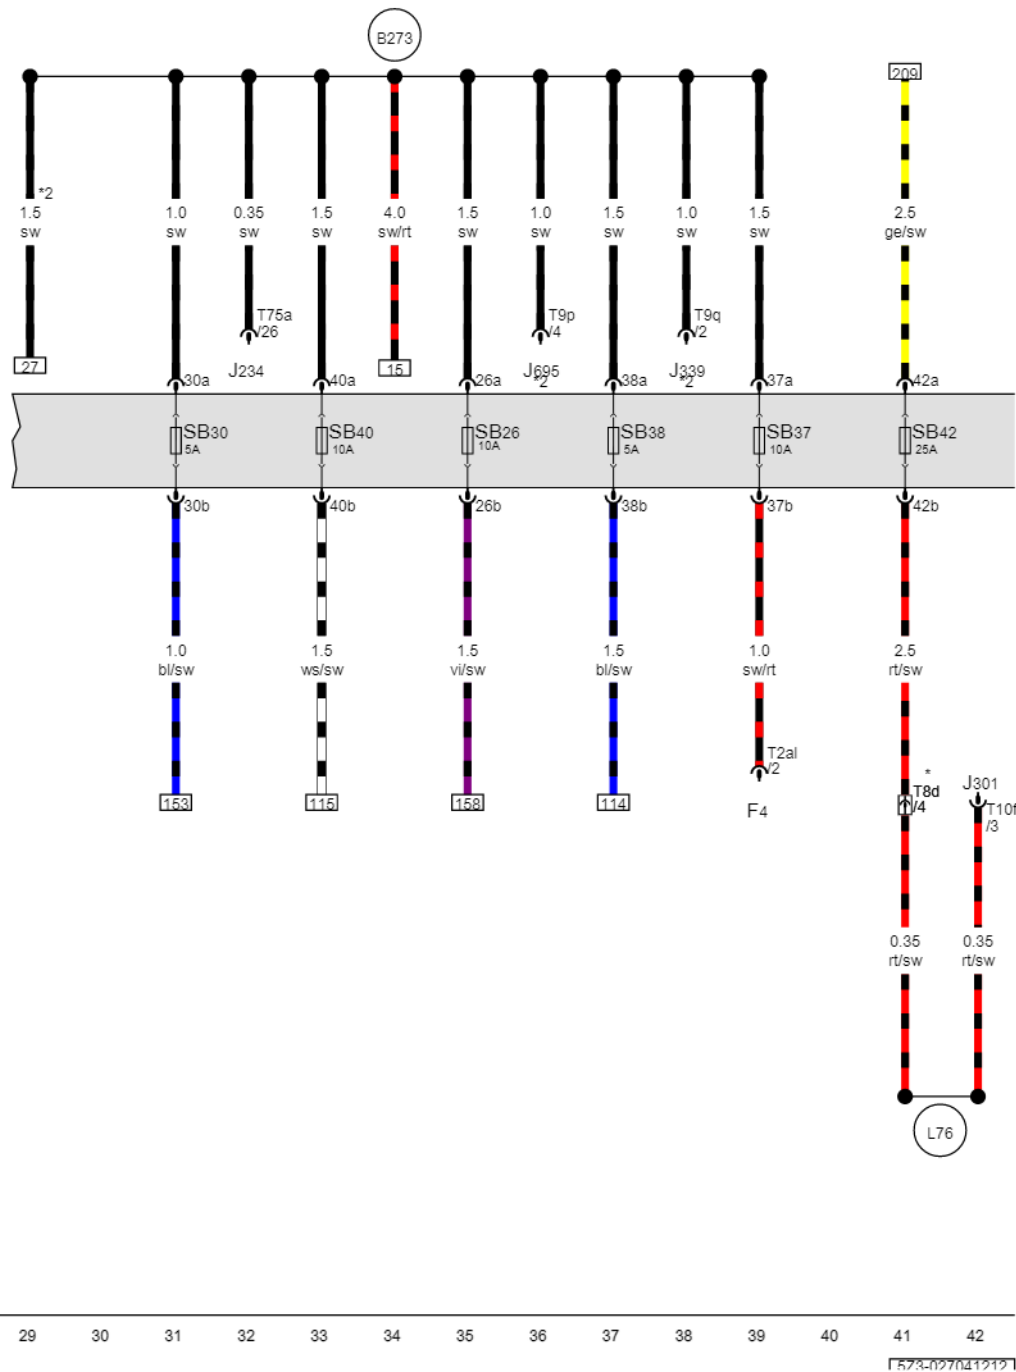 B273
209
*2
1.5
sw
1.0
sw
0.35
sw
1.5
sw
4.0
sw/rt
1.5
sw
1.0
sw
1.5
sw
1.0
sw
1.5
sw
2.5
ge/sw
T75a
/26
T9p
/4
T9q
/2
27
J234
15
J695
*2
J339
*2
30a
40a
26a
38a
37a
42a
SB30
5A
SB40
10A
SB26
10A
SB38
5A
SB37
10A
SB42
25A
30b
40b
26b
38b
37b
42b
1.0
bl/sw
1.5
ws/sw
1.5
vi/sw
1.5
bl/sw
1.0
sw/rt
2.5
rt/sw
T2al
/2
153
115
158
114
F4
*
T8d
/4
J301
T10f
/3
0.35
rt/sw
0.35
rt/sw
L76
29 30 31 32 33 34 35 36 37 38 39 40 41 42
573-027041212